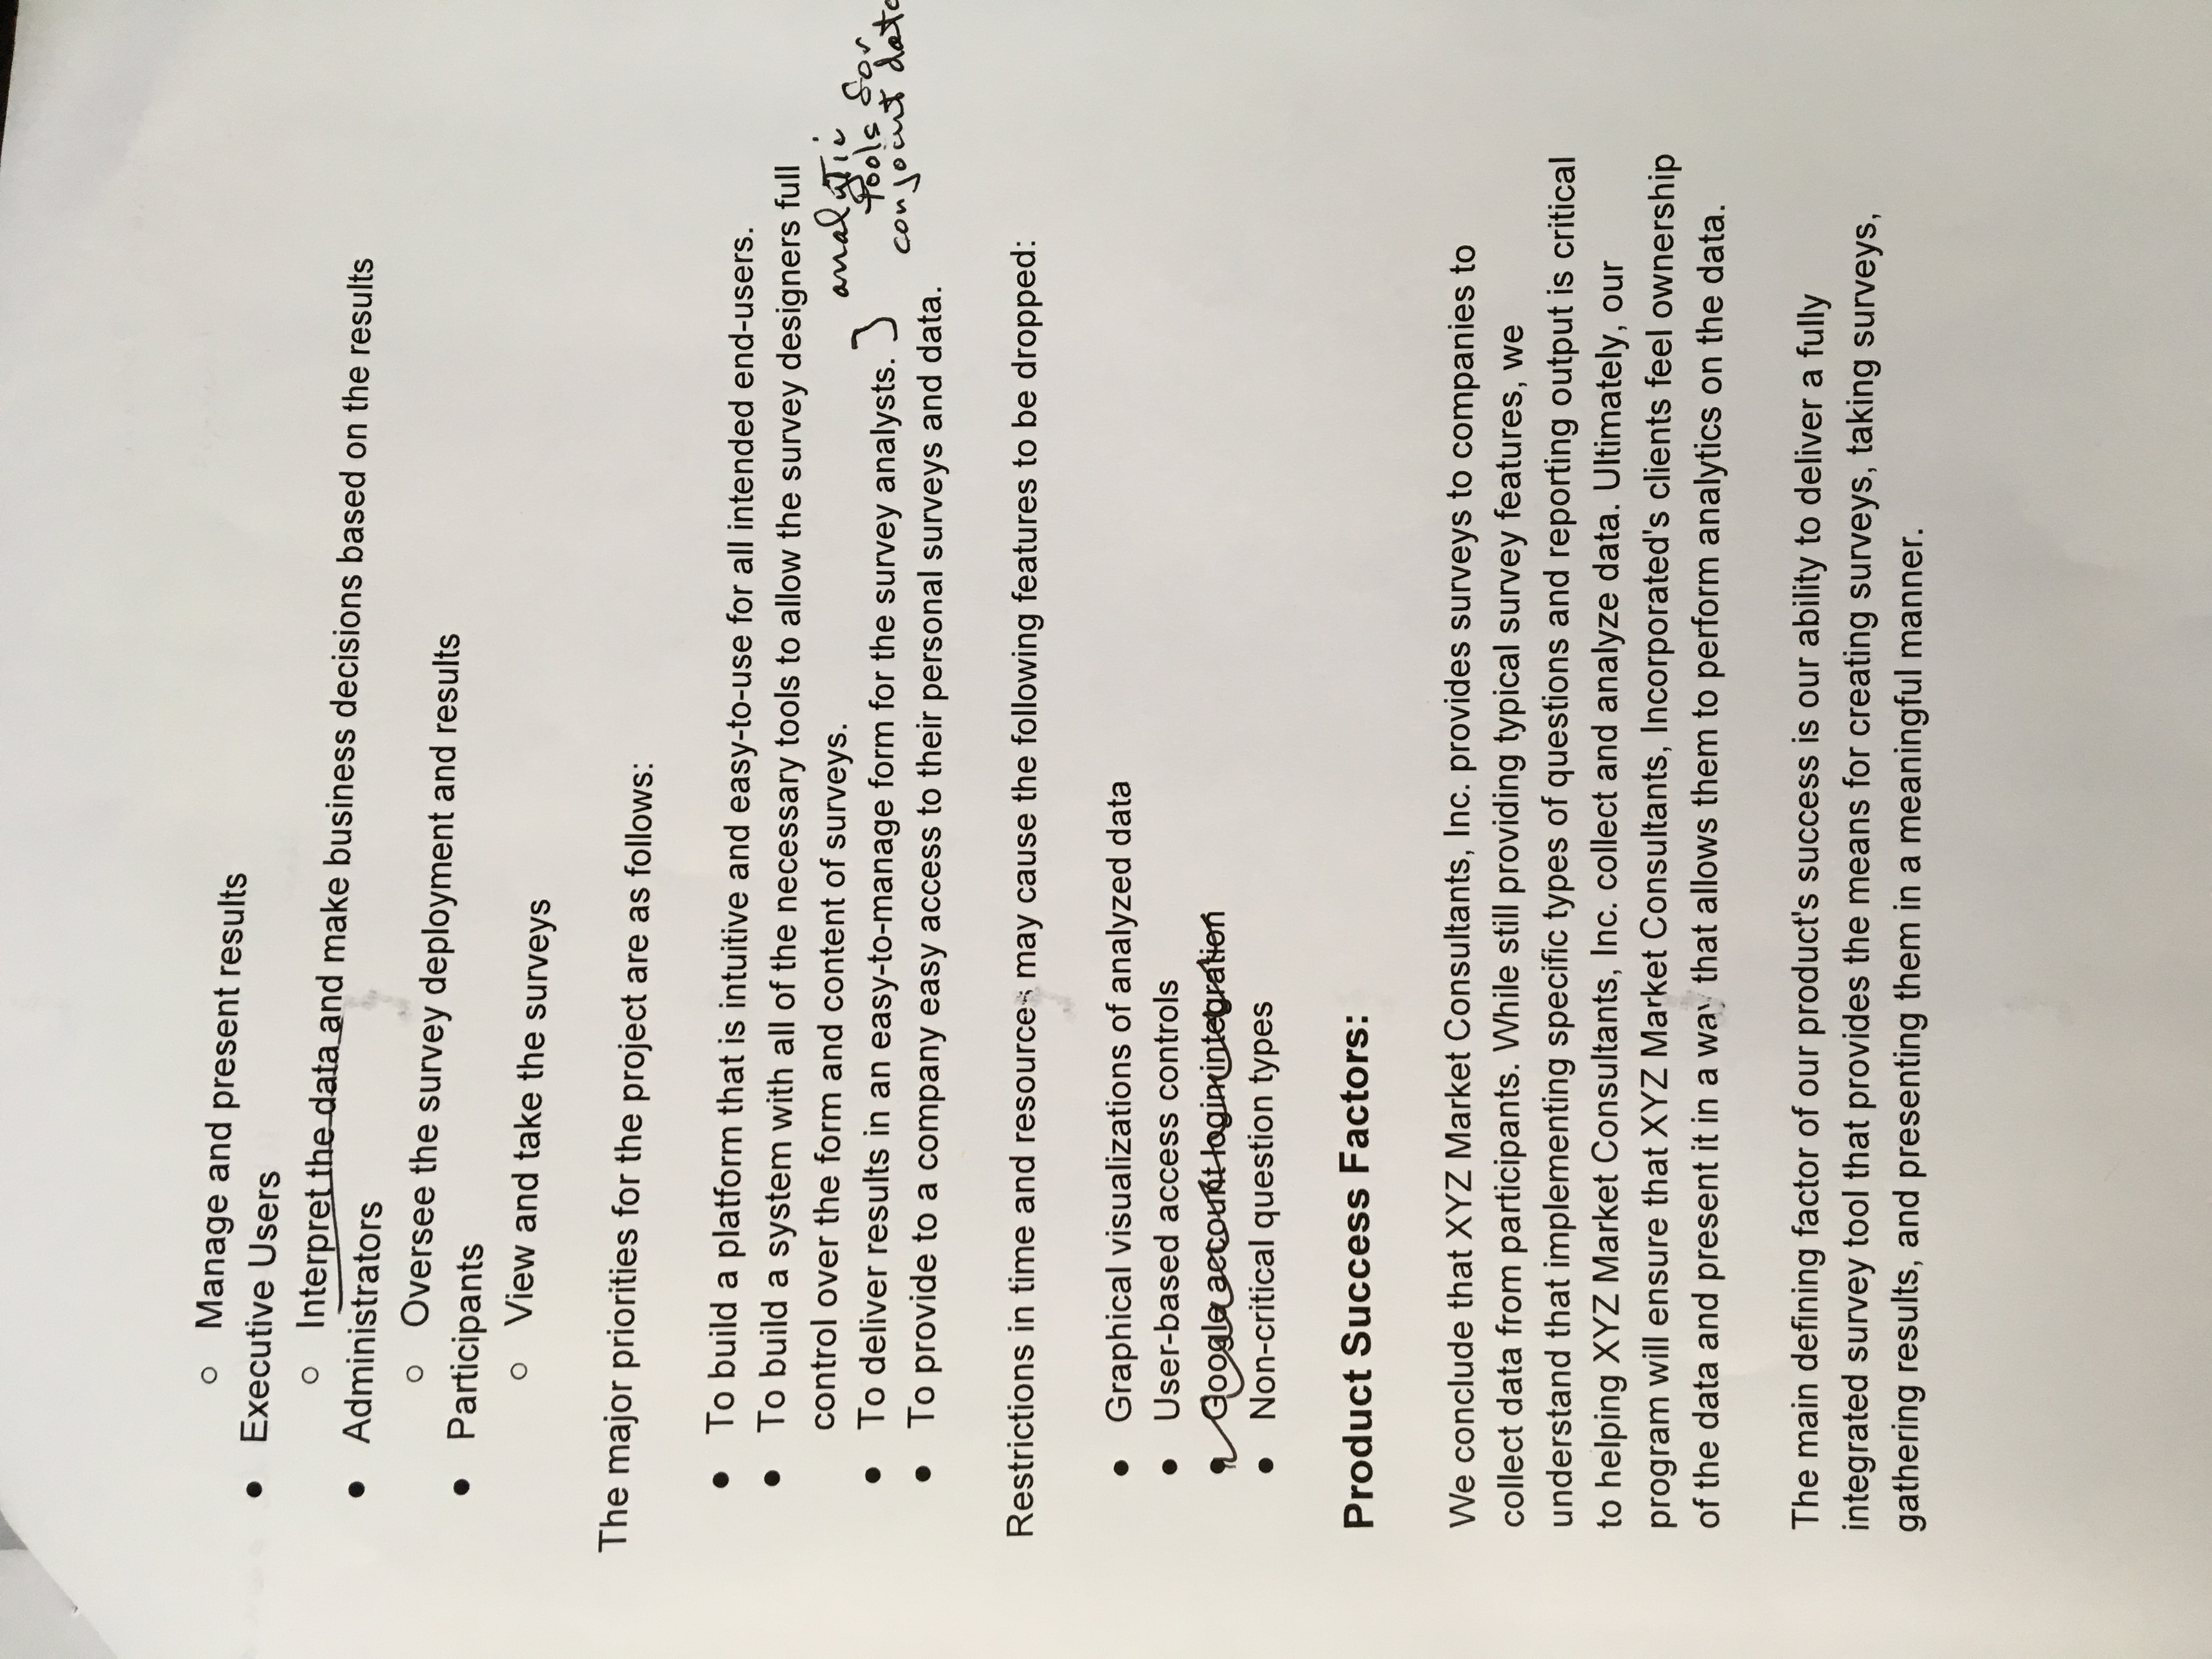 ○ Manage and present results
● Executive Users
○ Interpret the data and make business decisions based on the results
● Administrators
○ Oversee the survey deployment and results
● Participants
○ View and take the surveys
The major priorities for the project are as follows:
● To build a platform that is intuitive and easy-to-use for all intended end-users.
● To build a system with all of the necessary tools to allow the survey designers full
control over the form and content of surveys.
● To deliver results in an easy-to-manage form for the survey analysts. ]
analytic
tools for
conjoint data
● To provide to a company easy access to their personal surveys and data.
Restrictions in time and resources may cause the following features to be dropped:
● Graphical visualizations of analyzed data
● User-based access controls
● Google account login integration
● Non-critical question types
Product Success Factors:
We conclude that XYZ Market Consultants, Inc. provides surveys to companies to
collect data from participants. While still providing typical survey features, we
understand that implementing specific types of questions and reporting output is critical
to helping XYZ Market Consultants, Inc. collect and analyze data. Ultimately, our
program will ensure that XYZ Market Consultants, Incorporated's clients feel ownership
of the data and present it in a way that allows them to perform analytics on the data.
The main defining factor of our product's success is our ability to deliver a fully
integrated survey tool that provides the means for creating surveys, taking surveys,
gathering results, and presenting them in a meaningful manner.